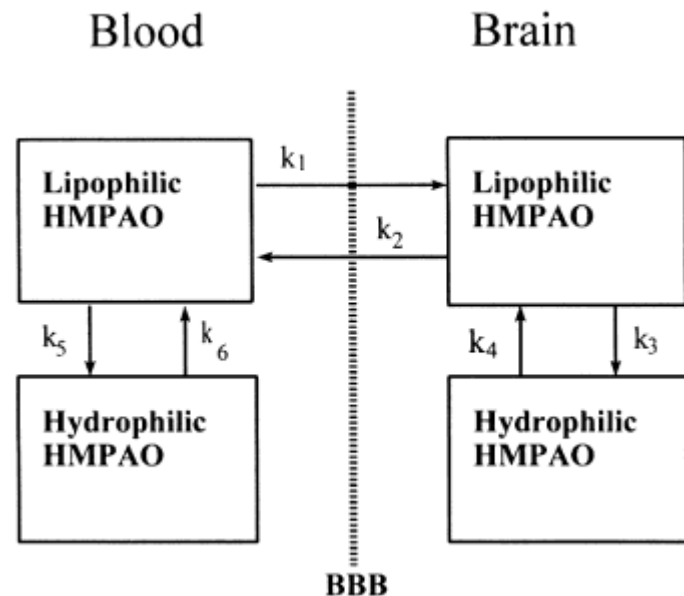 Blood
Brain
Lipophilic
HMPAO
k1
k2
Lipophilic
HMPAO
k5
k6
k4
k3
Hydrophilic
HMPAO
Hydrophilic
HMPAO
BBB